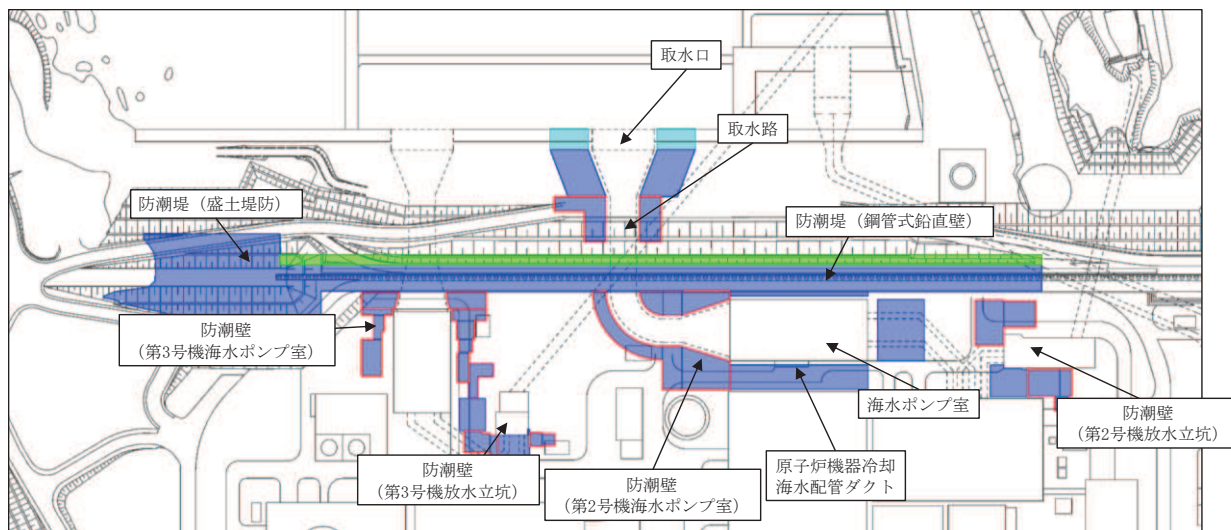 取水口
取水路
防潮堤（盛土堤防）
防潮堤（鋼管式鉛直壁）
防潮壁
（第3号機海水ポンプ室）
海水ポンプ室
防潮壁
（第2号機放水立坑）
防潮壁
（第3号機放水立坑）
防潮壁
（第2号機海水ポンプ室）
原子炉機器冷却
海水配管ダクト